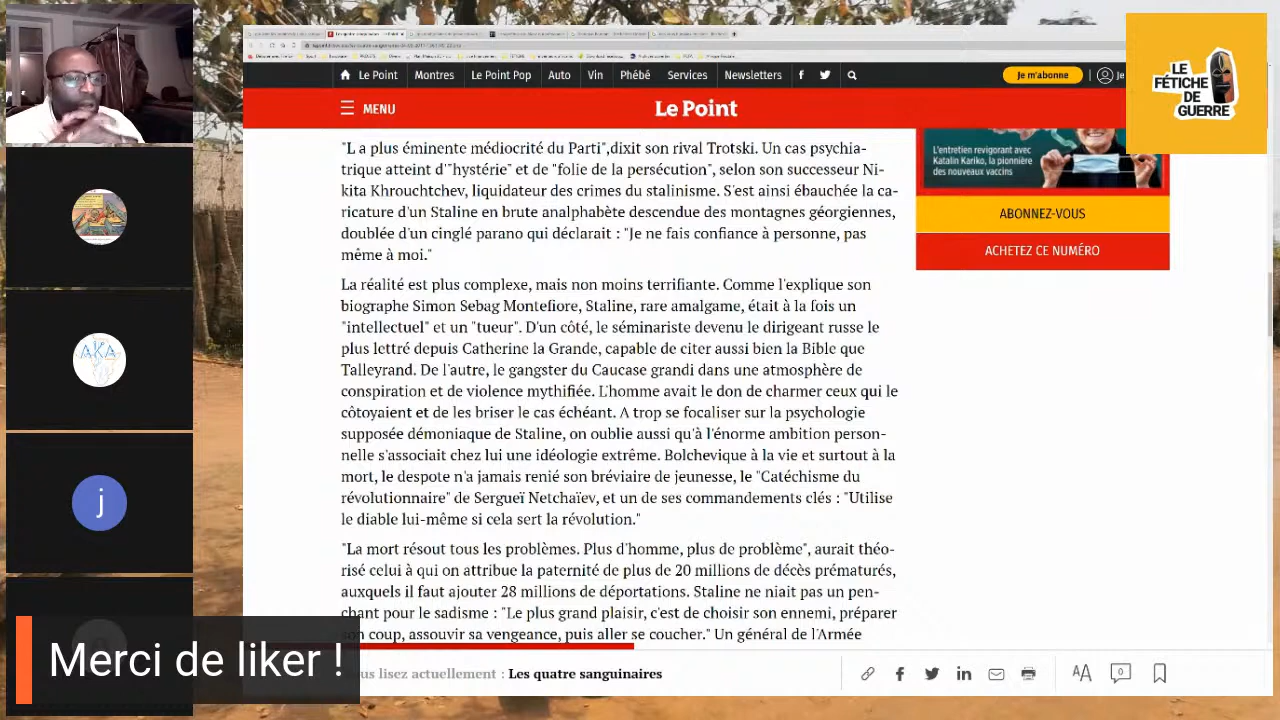 Le Point
Montres
Le Point Pop
Auto
Vin
Phébé
Services
Newsletters
Je m'abonne
Je
MENU
Le Point
LE
FÉTICHE
DE
GUERRE
"L a plus éminente médiocrité du Parti",dixit son rival Trotski. Un cas psychia-
trique atteint d'"hystérie" et de "folie de la persécution", selon son successeur Ni-
kita Khrouchtchev, liquidateur des crimes du stalinisme. S'est ainsi ébauchée la ca-
ricature d'un Staline en brute analphabète descendue des montagnes géorgiennes,
doublée d'un cinglé parano qui déclarait : "Je ne fais confiance à personne, pas
même à moi."
La réalité est plus complexe, mais non moins terrifiante. Comme l'explique son
biographe Simon Sebag Montefiore, Staline, rare amalgame, était à la fois un
"intellectuel" et un "tueur". D'un côté, le séminariste devenu le dirigeant russe le
plus lettré depuis Catherine la Grande, capable de citer aussi bien la Bible que
Talleyrand. De l'autre, le gangster du Caucase grandi dans une atmosphère de
conspiration et de violence mythifiée. L'homme avait le don de charmer ceux qui le
côtoyaient et de les briser le cas échéant. A trop se focaliser sur la psychologie
supposée démoniaque de Staline, on oublie aussi qu'à l'énorme ambition person-
nelle s'associait chez lui une idéologie extrême. Bolchevique à la vie et surtout à la
mort, le despote n'a jamais renié son bréviaire de jeunesse, le "Catéchisme du
révolutionnaire" de Sergueï Netchaïev, et un de ses commandements clés : "Utilise
le diable lui-même si cela sert la révolution."
"La mort résout tous les problèmes. Plus d'homme, plus de problème", aurait théo-
risé celui à qui on attribue la paternité de plus de 20 millions de décès prématurés,
auxquels il faut ajouter 28 millions de déportations. Staline ne niait pas un pen-
chant pour le sadisme : "Le plus grand plaisir, c'est de choisir son ennemi, préparer
son coup, assouvir sa vengeance, puis aller se coucher." Un général de l'Armée
L'entretien revigorant avec
Katalin Kariko, la pionnière
des nouveaux vaccins
ABONNEZ-VOUS
ACHETEZ CE NUMÉRO
AKA
j
Merci de liker !
lisez actuellement : Les quatre sanguinaires
AA
0